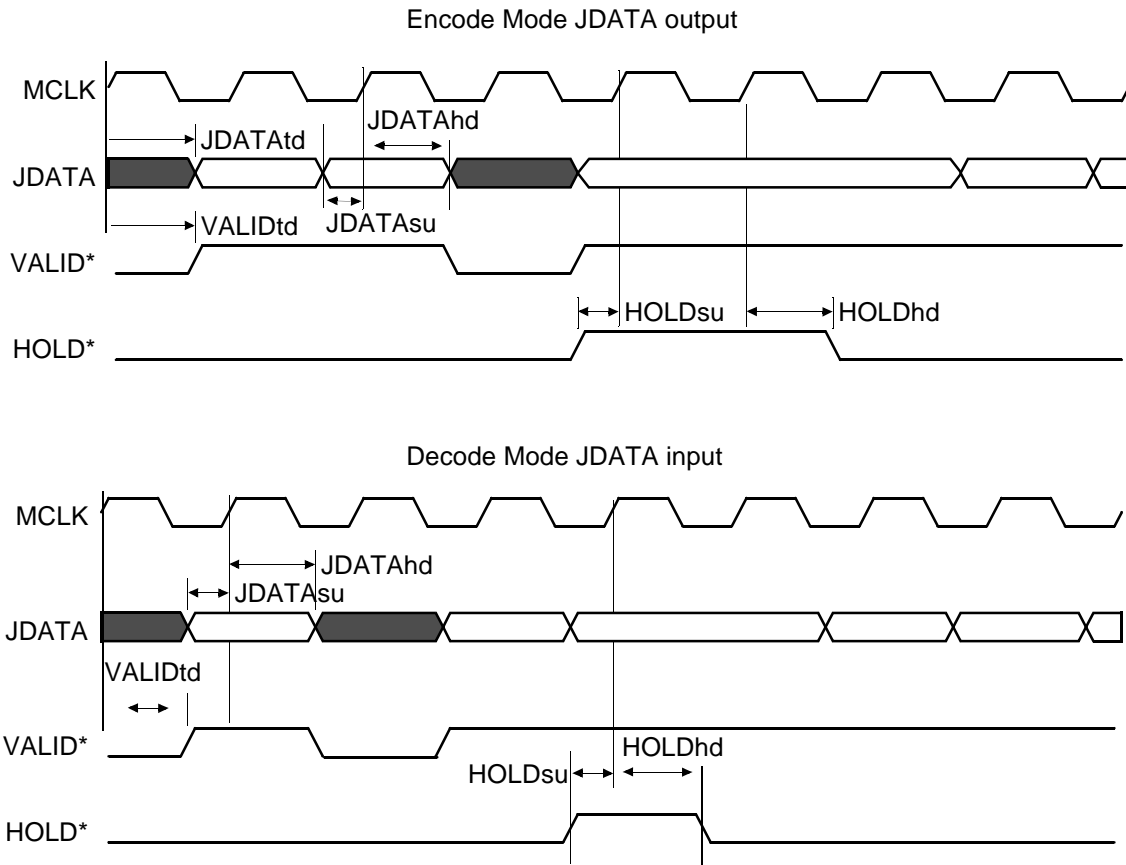 Encode Mode JDATA output
MCLK
JDATAhd
JDATAtd
JDATA
VALIDtd
JDATAsu
VALID*
HOLDsu
HOLDhd
HOLD*
Decode Mode JDATA input
MCLK
JDATAhd
JDATAsu
JDATA
VALIDtd
VALID*
HOLDhd
HOLDsu
HOLD*